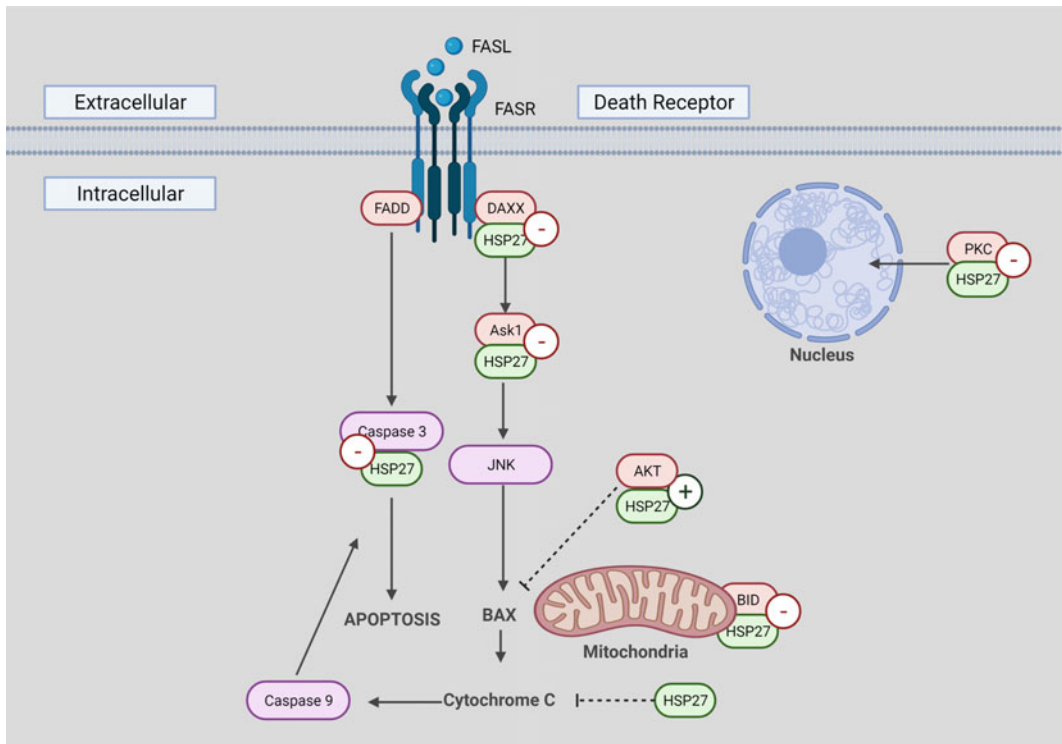 FASL
Extracellular
FASR
Death Receptor
Intracellular
FADD
DAXX
HSP27
-
PKC
HSP27
-
Ask1
HSP27
-
Nucleus
Caspase 3
HSP27
-
JNK
AKT
HSP27
+
APOPTOSIS
BAX
BID
HSP27
-
Mitochondria
Caspase 9
Cytochrome C
HSP27